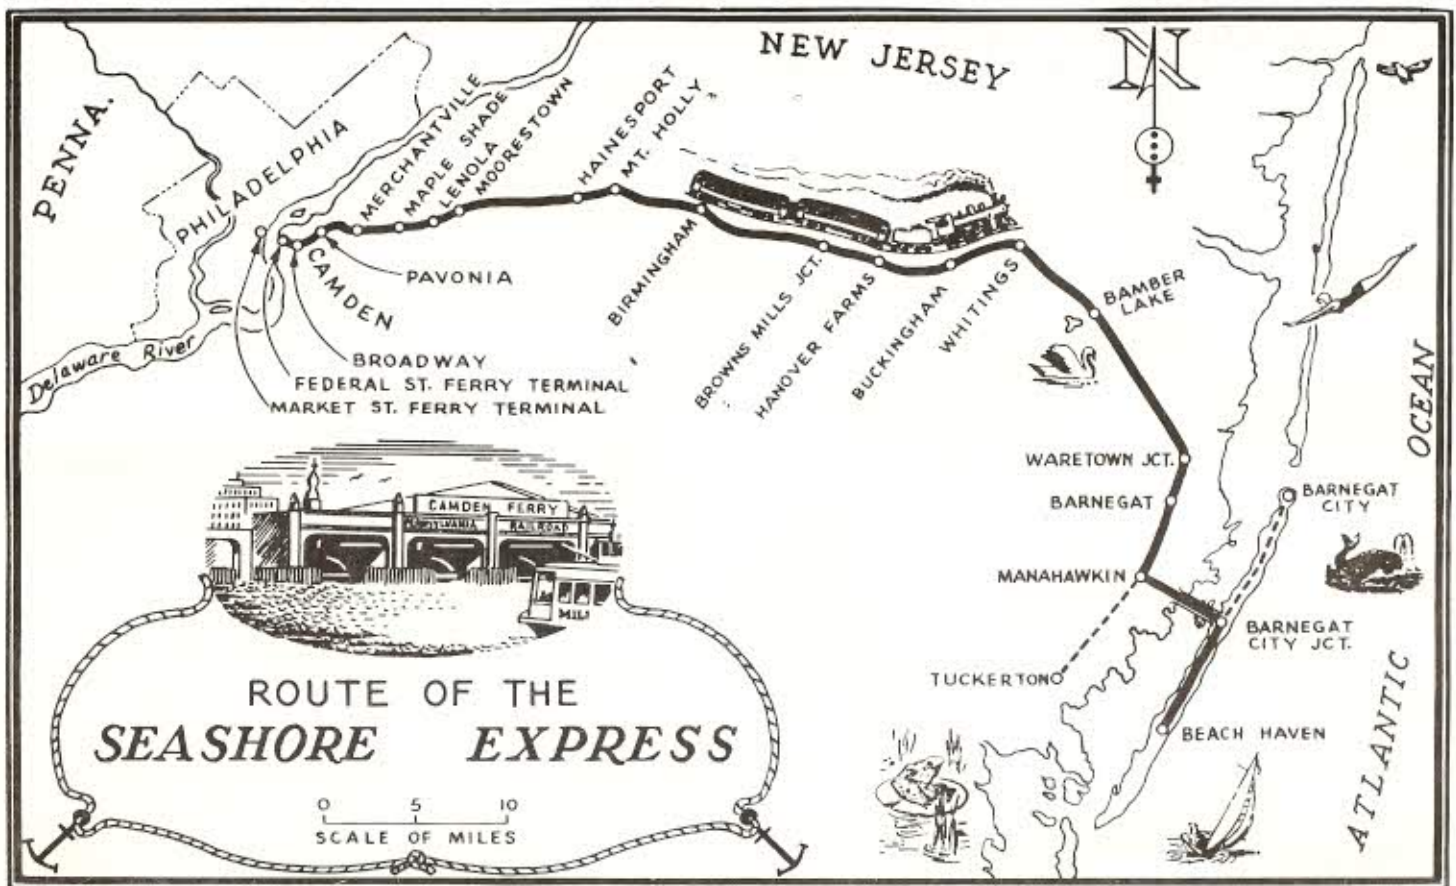 NEW JERSEY
N
PENNA.
PHILADELPHIA
MERCHANTVILLE
MAPLE SHADE
LENOLA
MOORESTOWN
HAINESPORT
MT. HOLLY
CAMDEN
PAVONIA
BIRMINGHAM
BROWNS MILLS JCT.
HANOVER FARMS
BUCKINGHAM
WHITINGS
BAMBER
LAKE
Delaware River
BROADWAY
FEDERAL ST. FERRY TERMINAL
MARKET ST. FERRY TERMINAL
WARETOWN JCT.
BARNEGAT
MANAHAWKIN
TUCKERTON
BARNEGAT
CITY
BARNEGAT
CITY JCT.
BEACH HAVEN
ATLANTIC
OCEAN
CAMDEN FERRY
PENNSYLVANIA RAILROAD
MILI
ROUTE OF THE
SEASHORE EXPRESS
0 5 10
SCALE OF MILES